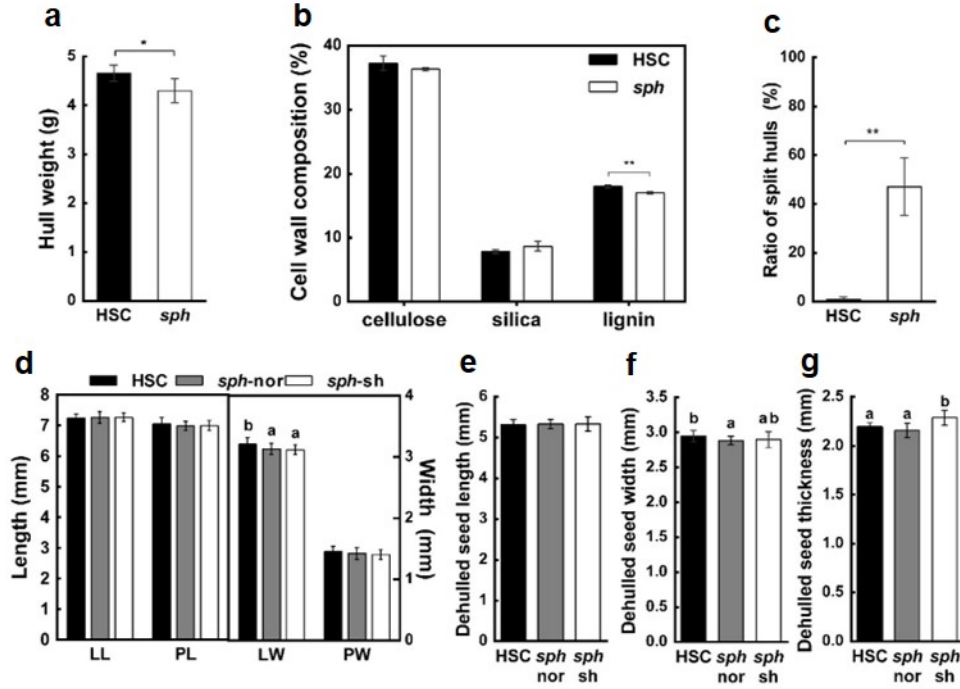 a
Hull weight (g)
5
4
3
2
1
0
*
HSC sph
b
Cell wall composition (%)
40
30
20
10
0
HSC
sph
**
cellulose silica lignin
c
Ratio of split hulls (%)
100
80
60
40
20
0
**
HSC sph
d
HSC sph-nor sph-sh
Length (mm)
8
7
6
5
4
3
2
1
0
b a a
4
3
2
1
0
Width (mm)
LL PL LW PW
e
Dehulled seed length (mm)
6
5
4
3
2
1
0
HSC sph sph
nor sh
f
Dehulled seed width (mm)
3.5
3.0
2.5
2.0
1.5
1.0
0.5
0.0
b a ab
HSC sph sph
nor sh
g
Dehulled seed thickness (mm)
2.5
2.0
1.5
1.0
0.5
0.0
a a b
HSC sph sph
nor sh